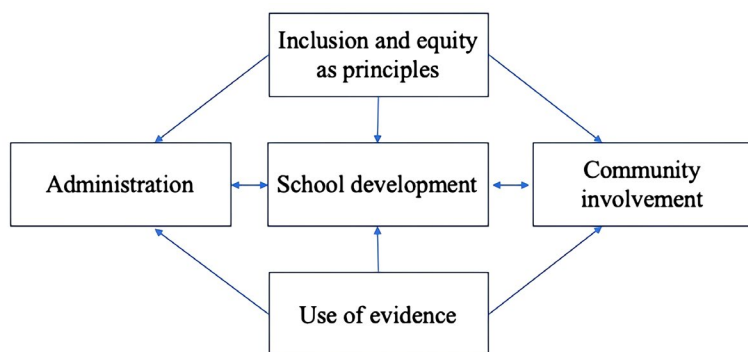 Inclusion and equity
as principles
Administration
School development
Community
involvement
Use of evidence